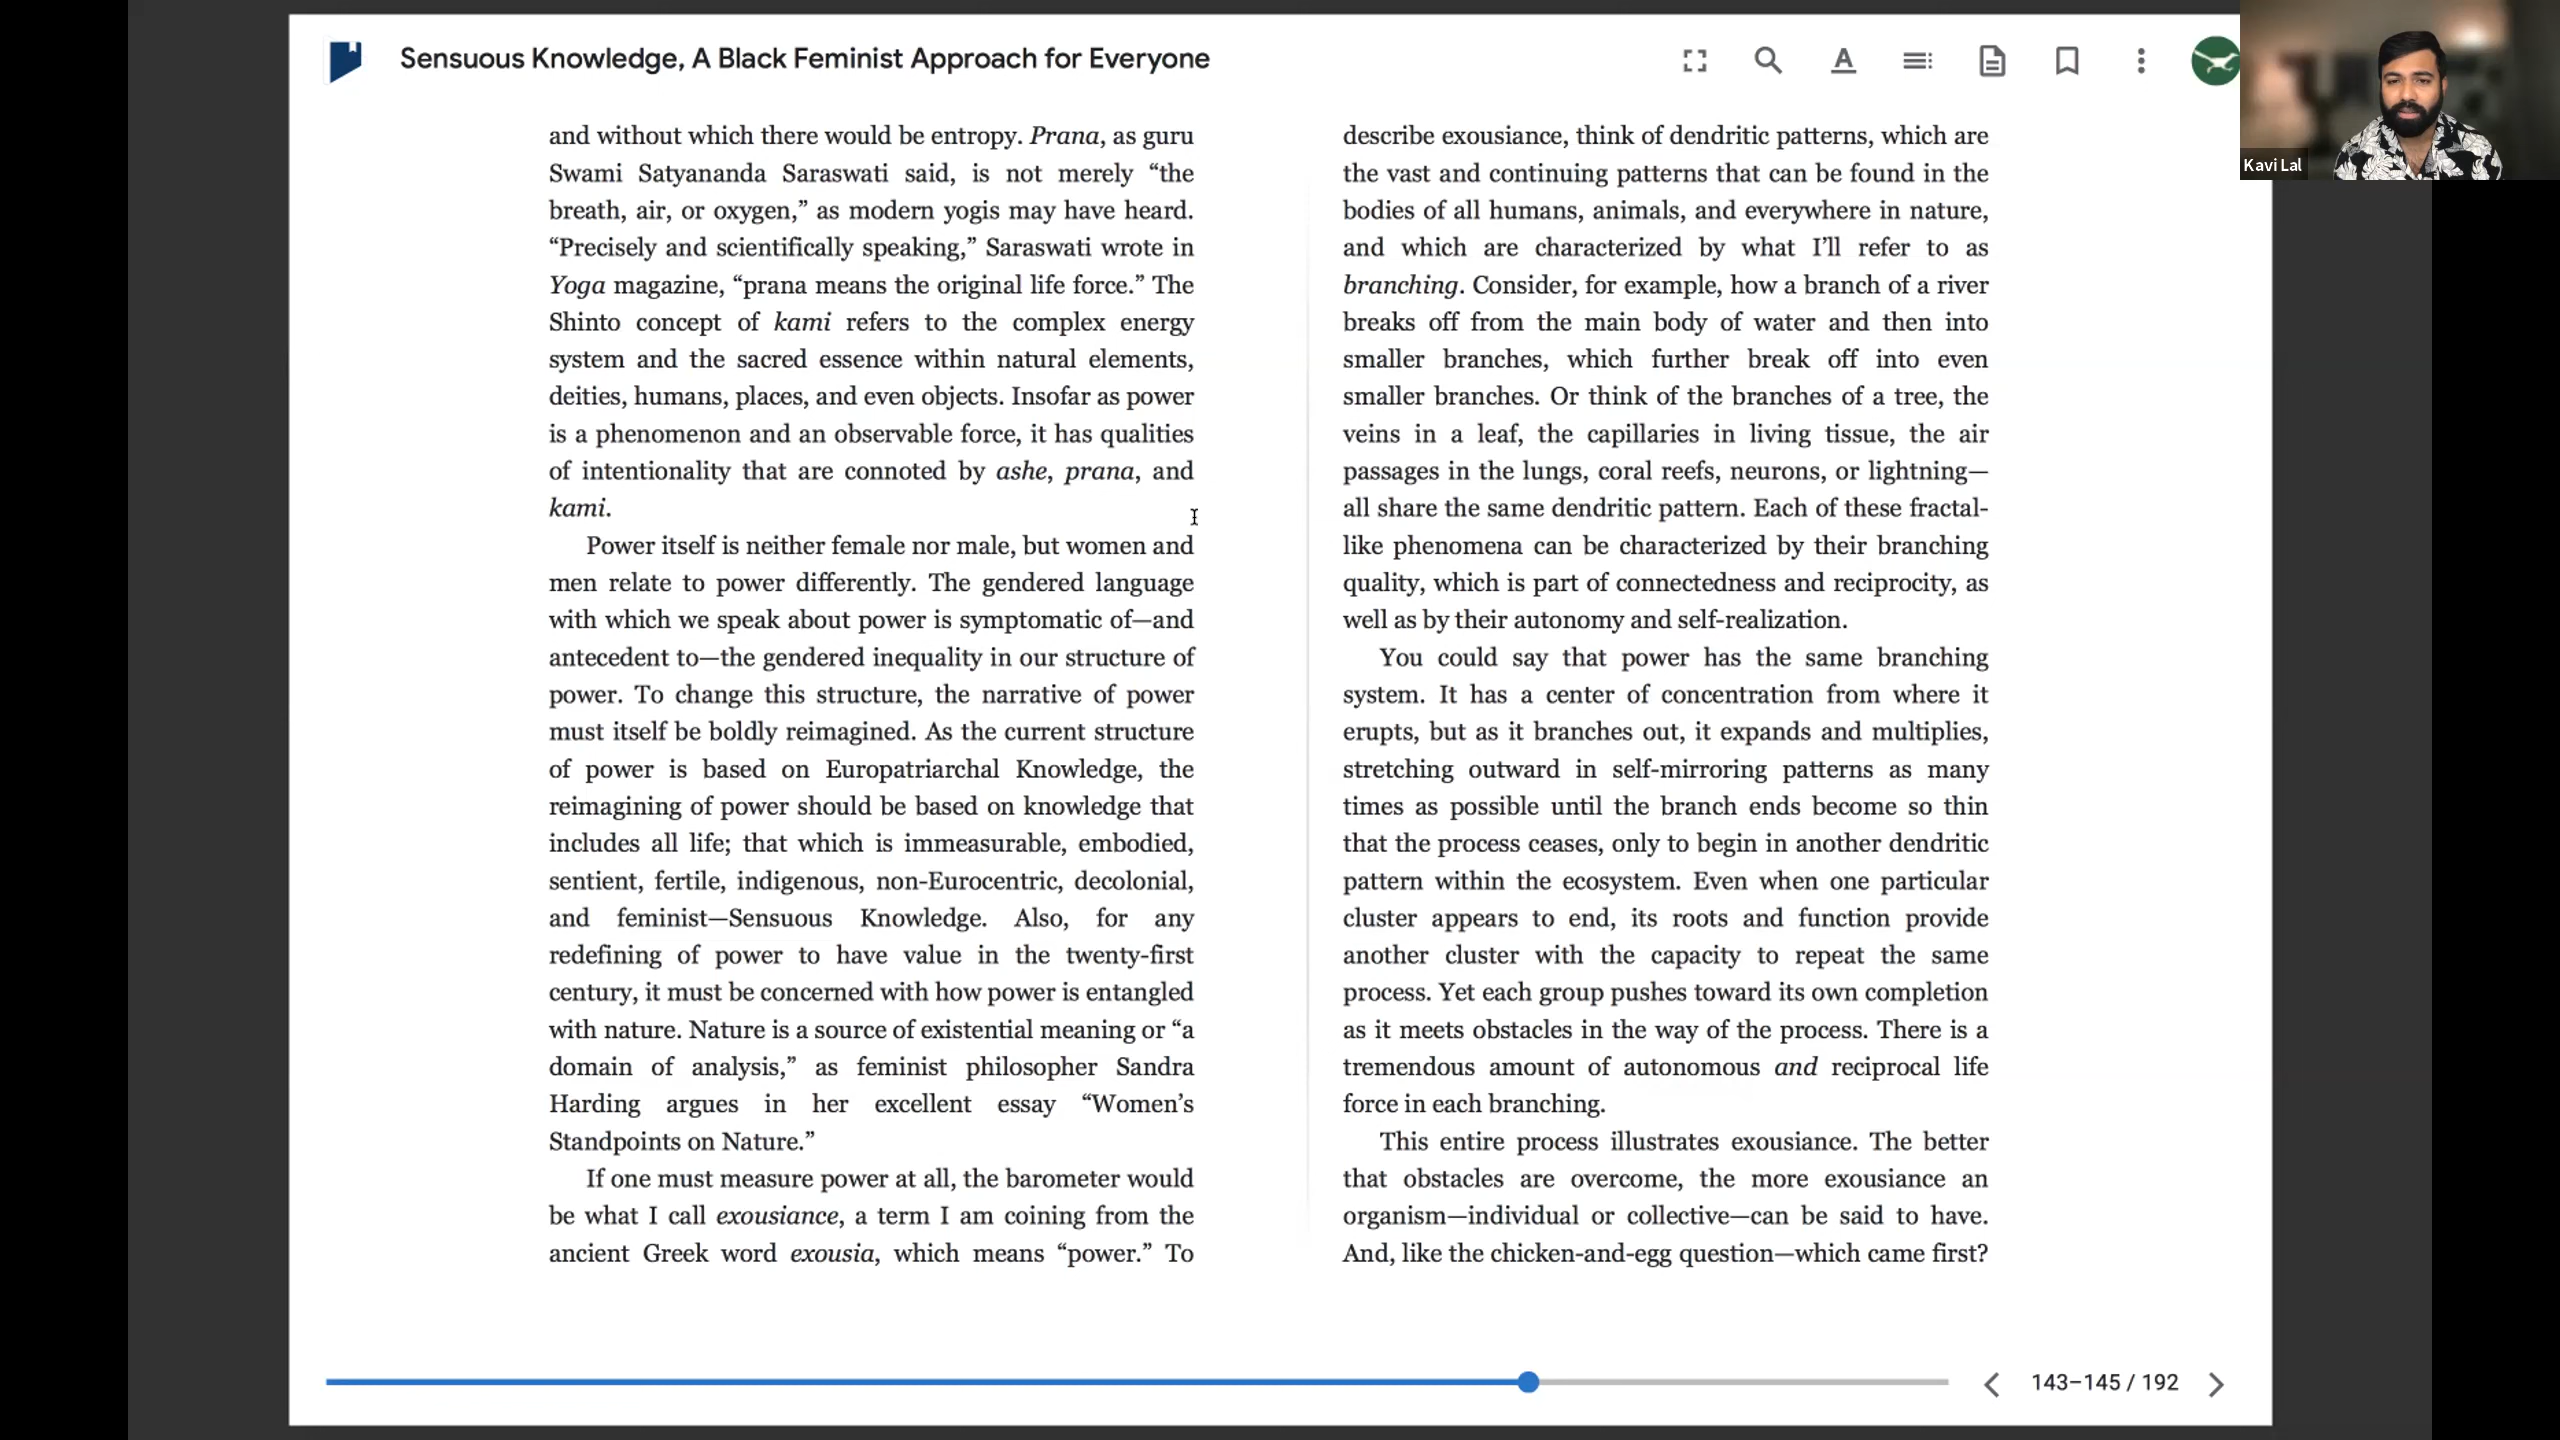 Sensuous Knowledge, A Black Feminist Approach for Everyone
Kavi Lal
and without which there would be entropy. Prana, as guru
Swami Satyananda Saraswati said, is not merely “the
breath, air, or oxygen,” as modern yogis may have heard.
“Precisely and scientifically speaking,” Saraswati wrote in
Yoga magazine, “prana means the original life force.” The
Shinto concept of kami refers to the complex energy
system and the sacred essence within natural elements,
deities, humans, places, and even objects. Insofar as power
is a phenomenon and an observable force, it has qualities
of intentionality that are connoted by ashe, prana, and
kami.
Power itself is neither female nor male, but women and
men relate to power differently. The gendered language
with which we speak about power is symptomatic of—and
antecedent to—the gendered inequality in our structure of
power. To change this structure, the narrative of power
must itself be boldly reimagined. As the current structure
of power is based on Europatriarchal Knowledge, the
reimagining of power should be based on knowledge that
includes all life; that which is immeasurable, embodied,
sentient, fertile, indigenous, non-Eurocentric, decolonial,
and feminist—Sensuous Knowledge. Also, for any
redefining of power to have value in the twenty-first
century, it must be concerned with how power is entangled
with nature. Nature is a source of existential meaning or “a
domain of analysis,” as feminist philosopher Sandra
Harding argues in her excellent essay “Women’s
Standpoints on Nature.”
If one must measure power at all, the barometer would
be what I call exousiance, a term I am coining from the
ancient Greek word exousia, which means “power.” To
describe exousiance, think of dendritic patterns, which are
the vast and continuing patterns that can be found in the
bodies of all humans, animals, and everywhere in nature,
and which are characterized by what I’ll refer to as
branching. Consider, for example, how a branch of a river
breaks off from the main body of water and then into
smaller branches, which further break off into even
smaller branches. Or think of the branches of a tree, the
veins in a leaf, the capillaries in living tissue, the air
passages in the lungs, coral reefs, neurons, or lightning—
all share the same dendritic pattern. Each of these fractal-
like phenomena can be characterized by their branching
quality, which is part of connectedness and reciprocity, as
well as by their autonomy and self-realization.
You could say that power has the same branching
system. It has a center of concentration from where it
erupts, but as it branches out, it expands and multiplies,
stretching outward in self-mirroring patterns as many
times as possible until the branch ends become so thin
that the process ceases, only to begin in another dendritic
pattern within the ecosystem. Even when one particular
cluster appears to end, its roots and function provide
another cluster with the capacity to repeat the same
process. Yet each group pushes toward its own completion
as it meets obstacles in the way of the process. There is a
tremendous amount of autonomous and reciprocal life
force in each branching.
This entire process illustrates exousiance. The better
that obstacles are overcome, the more exousiance an
organism—individual or collective—can be said to have.
And, like the chicken-and-egg question—which came first?
143–145 / 192